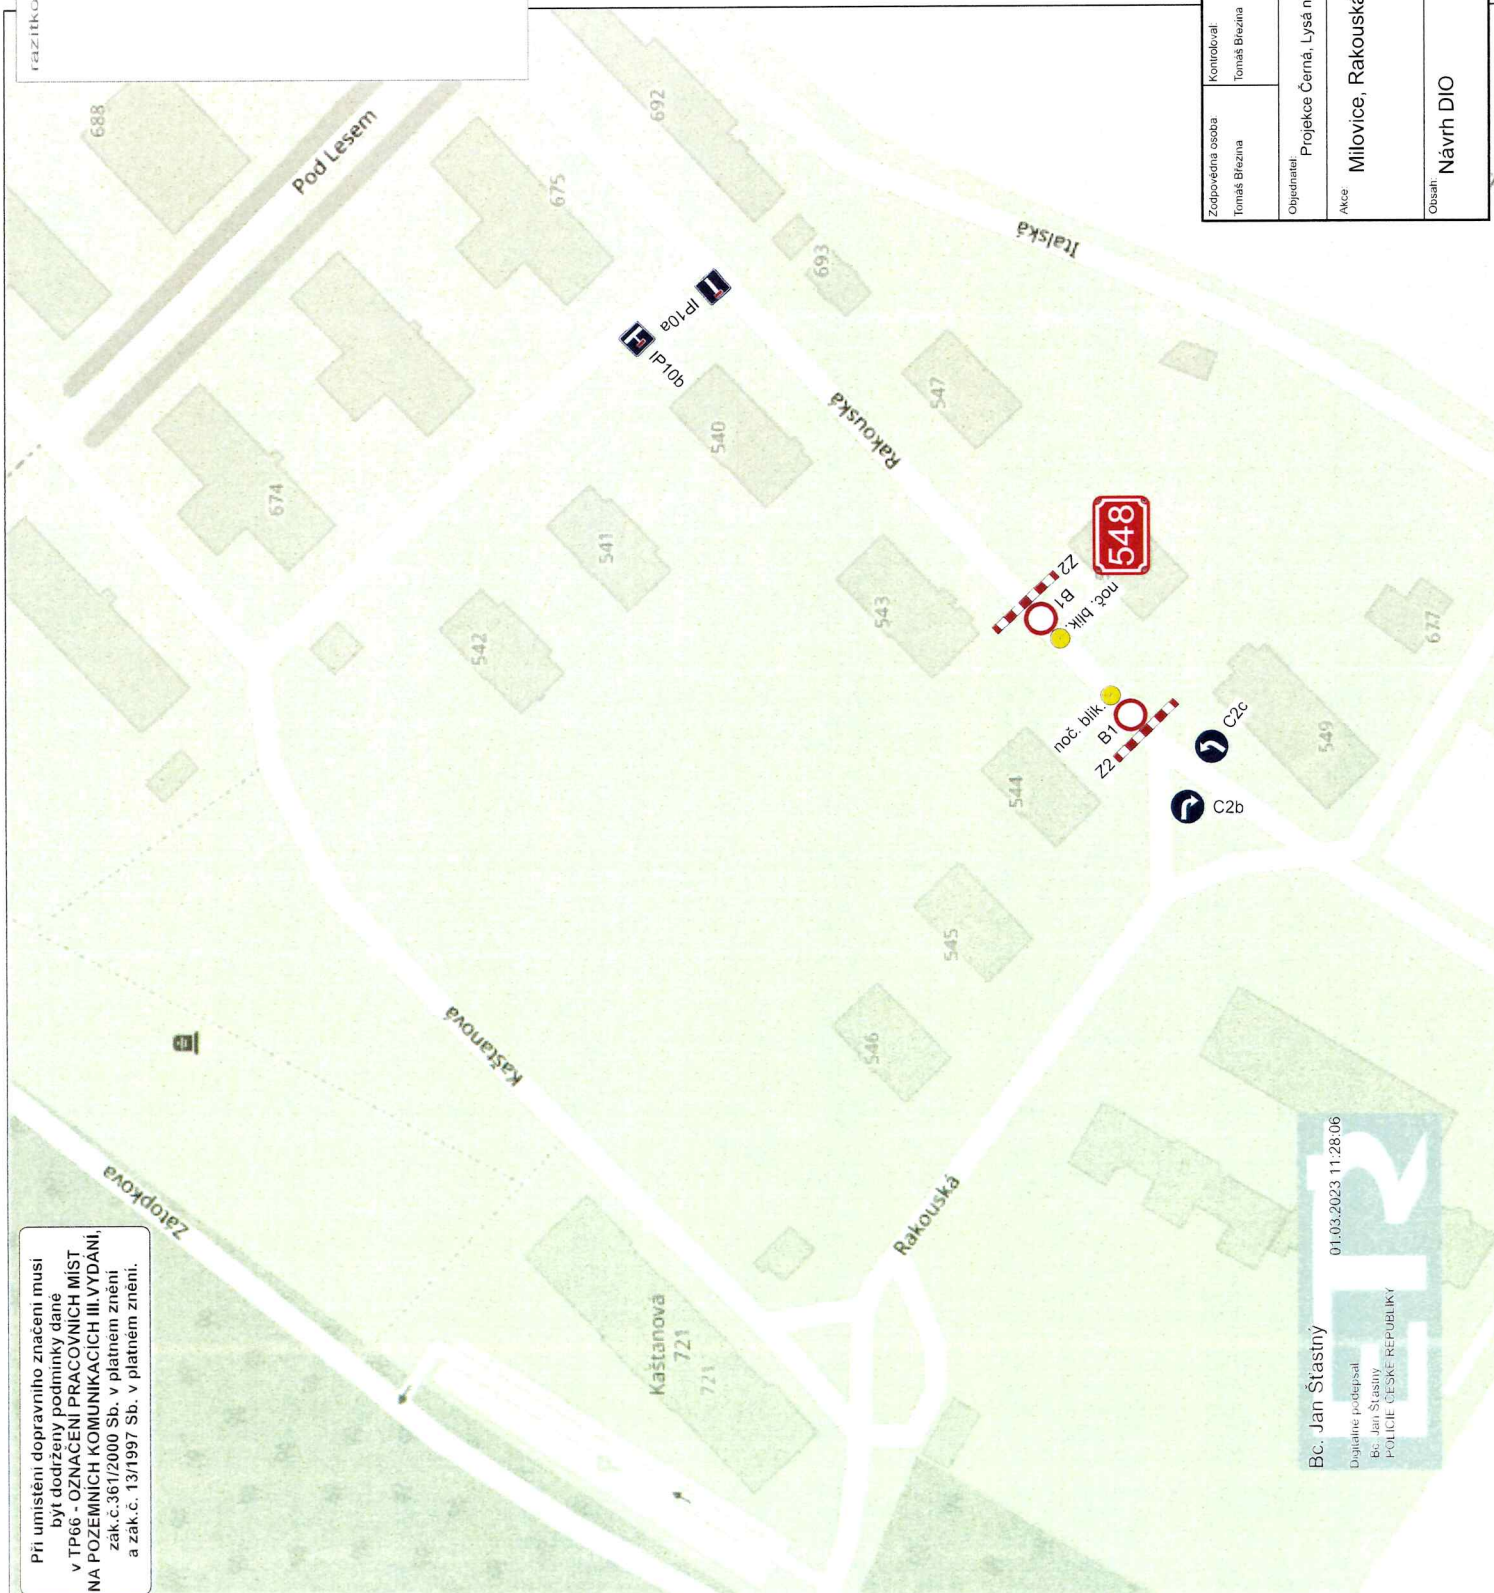 Při umístění dopravního značení musí
být dodrženy podmínky dané
v TP66 - OZNAČENÍ PRACOVNÍCH MÍST
NA POZEMNÍCH KOMUNIKACÍCH III.VYDÁNÍ,
zák.č.361/2000 Sb. v platném znění
a zák.č. 13/1997 Sb. v platném znění.
Zátopkova
Kaštanová
Kaštanová
721
721
Rakouská
546
545
544
542
541
540
543
674
688
Pod Lesem
675
692
693
547
Italská
Rakouská
IP10b
IP10a
Z2
B1
noč. blik.
548
noč. blik.
B1
Z2
C2b
C2c
549
677
Bc. Jan Šťastný
01.03.2023 11:28:06
Digitálně podepsal
Bc. Jan Šťastný
POLICIE ČESKÉ REPUBLIKY
ETŘ
Zodpovědná osoba:
Tomáš Březina
Kontroloval:
Tomáš Březina
Objednatel:
Projekce Černá, Lysá
Akce:
Milovice, Rakouská
Obsah:
Návrh DIO